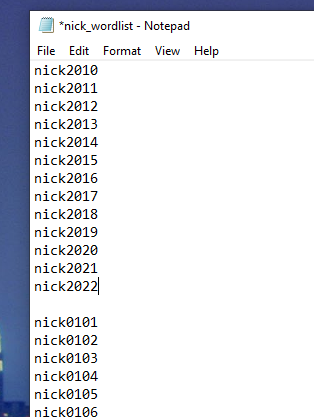 *nick_wordlist - Notepad
File Edit Format View Help
nick2010
nick2011
nick2012
nick2013
nick2014
nick2015
nick2016
nick2017
nick2018
nick2019
nick2020
nick2021
nick2022
nick0101
nick0102
nick0103
nick0104
nick0105
nick0106